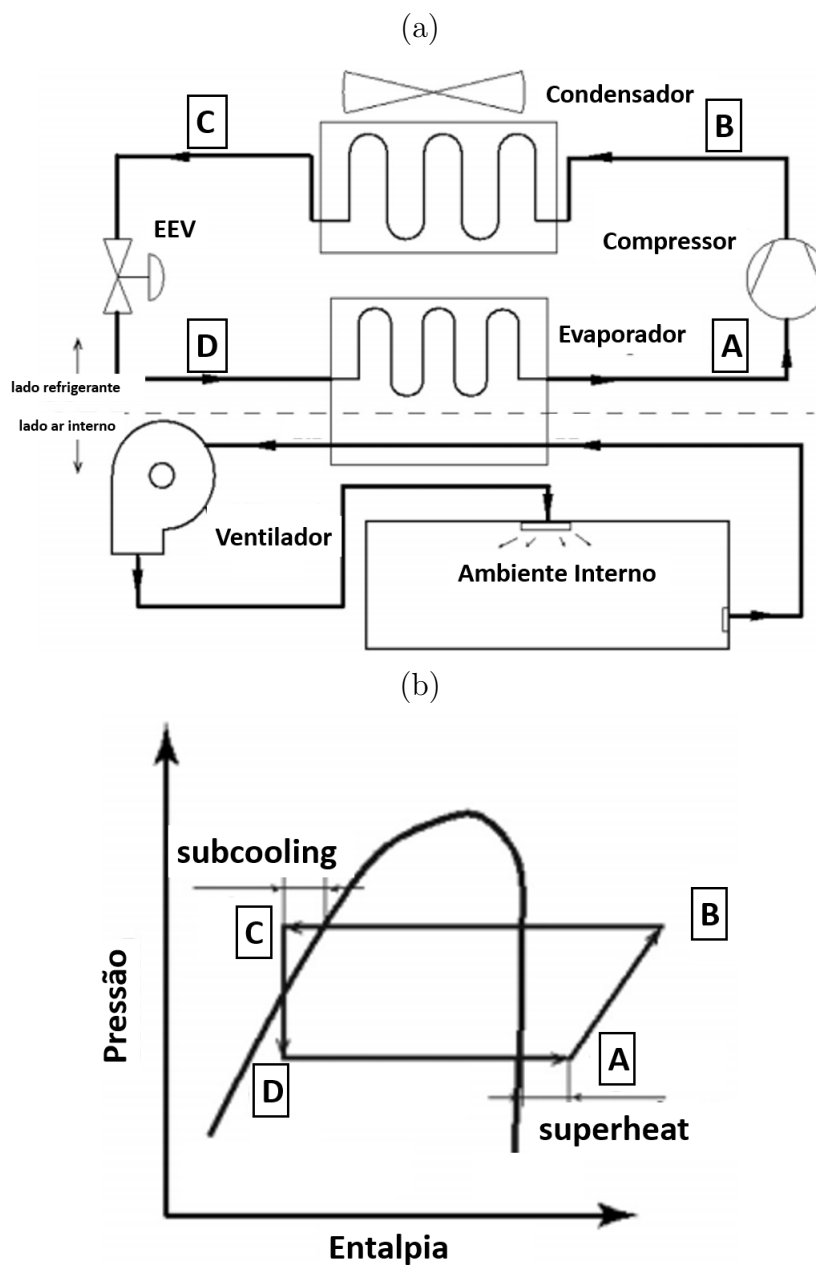 (a)
Condensador
C
B
EEV
Compressor
Evaporador
D
A
lado refrigerante
lado ar interno
Ventilador
Ambiente Interno
(b)
subcooling
B
C
Pressão
A
D
superheat
Entalpia